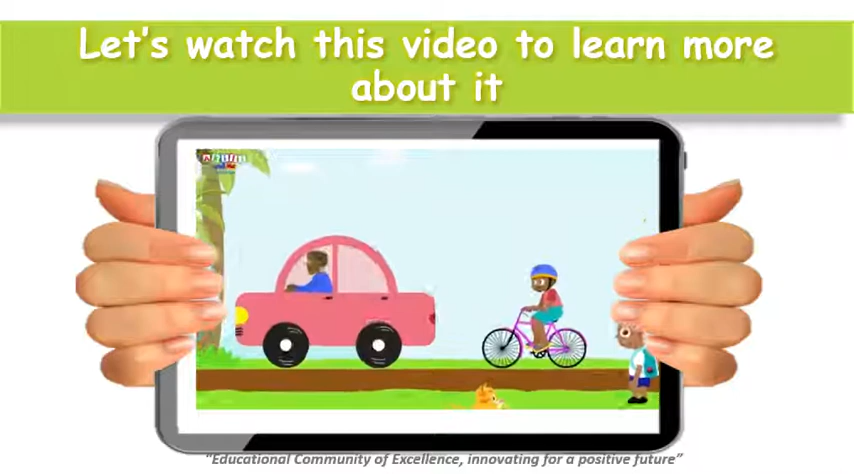 Let's watch this video to learn more
about it
"Educational Community of Excellence, innovating for a positive future"